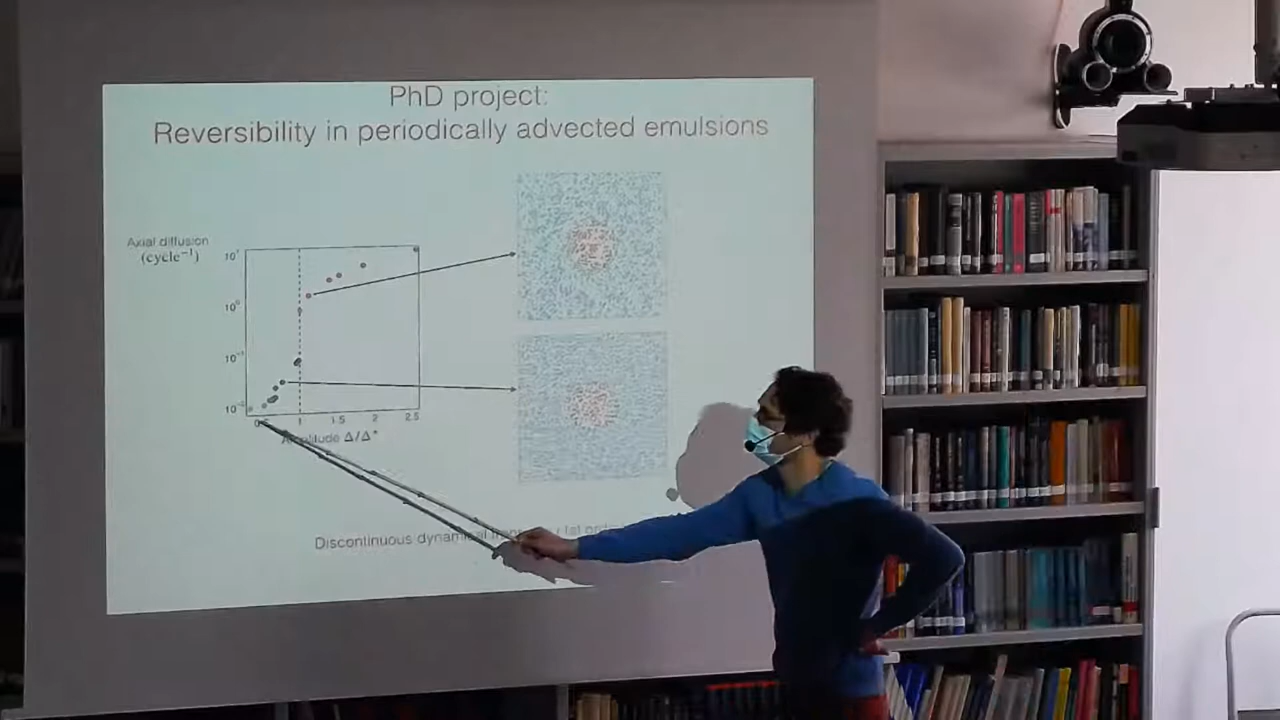 PhD project:
Reversibility in periodically advected emulsions
Axial diffusion
(cycle⁻¹)
10¹
10⁰
10⁻¹
10⁻²
1
1.5
2
2.5
Amplitude Δ/Δ*
Discontinuous dynamical